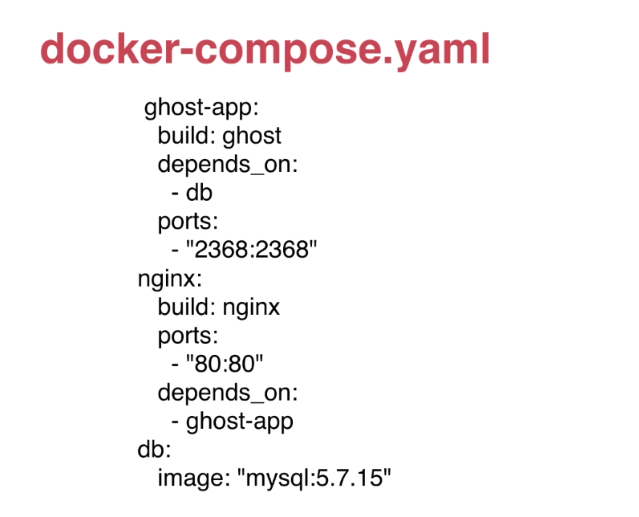 docker-compose.yaml
ghost-app:
build: ghost
depends_on:
- db
ports:
- "2368:2368"
nginx:
build: nginx
ports:
- "80:80"
depends_on:
- ghost-app
db:
image: "mysql:5.7.15"